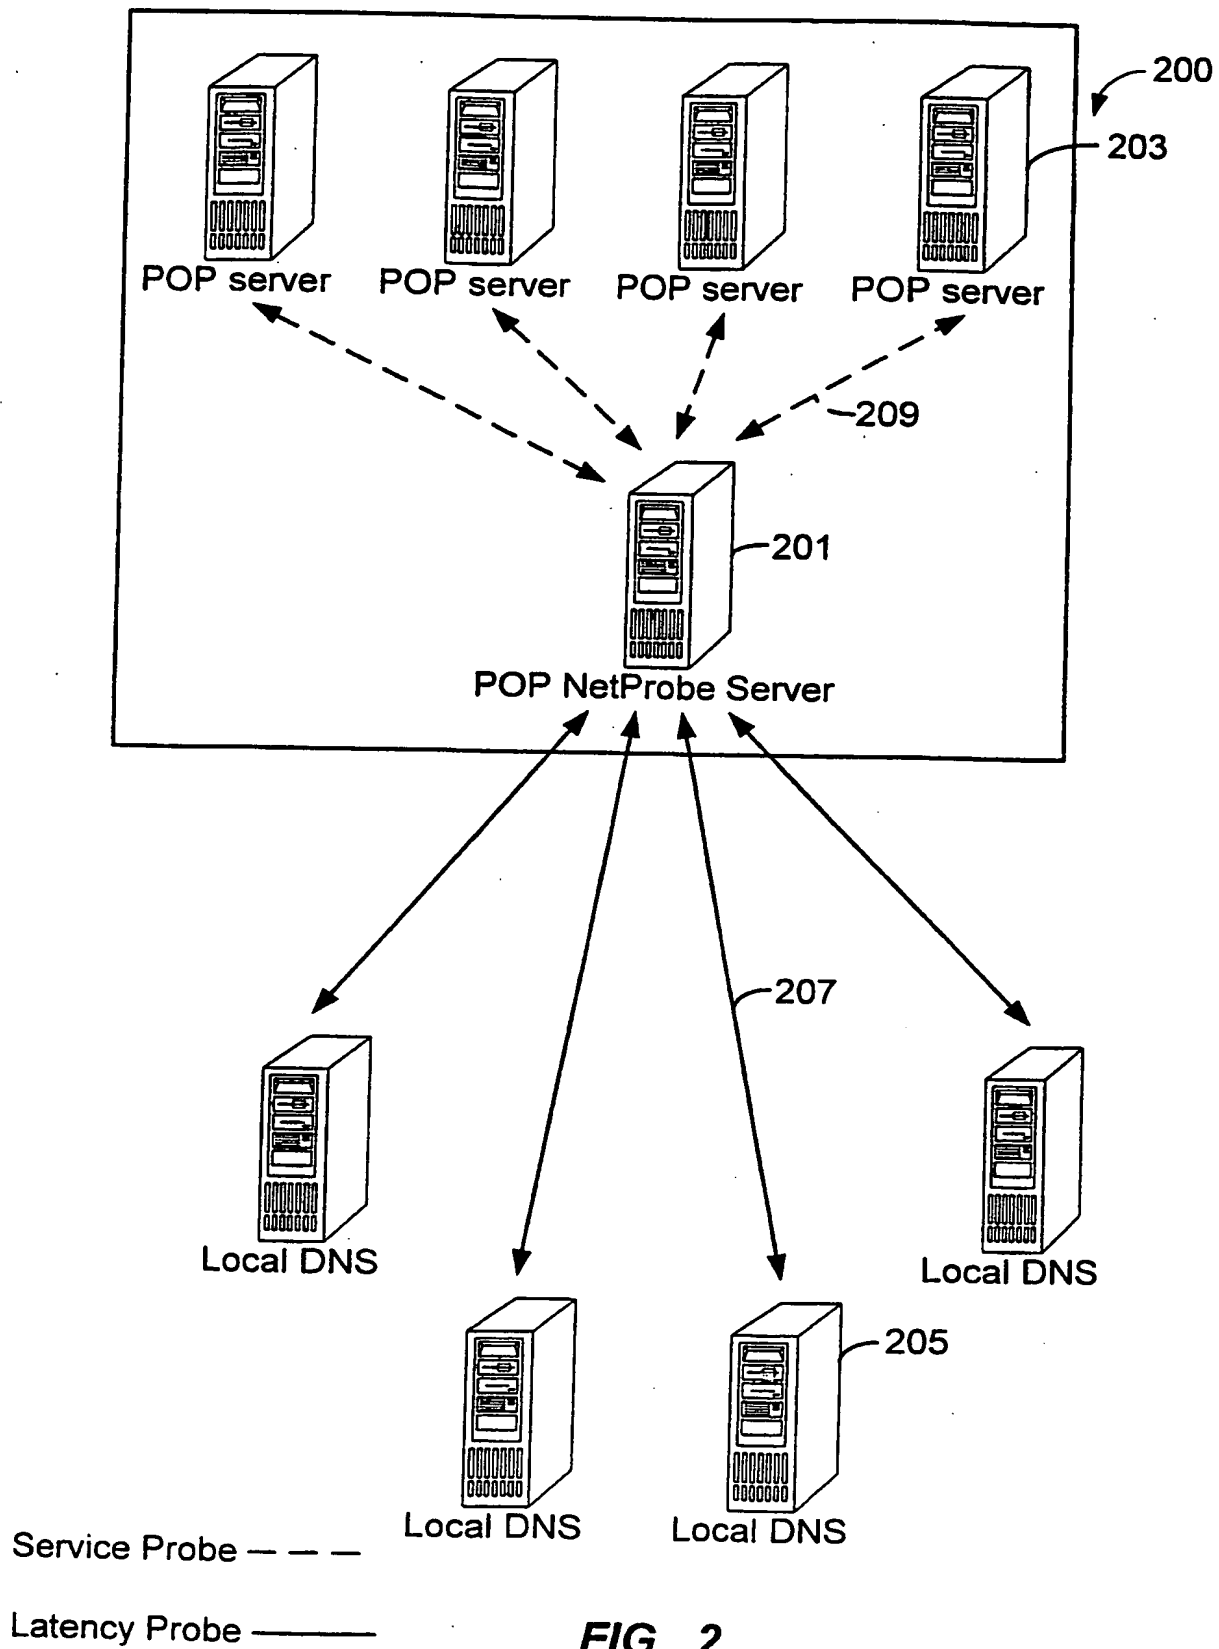 200
203
POP server
POP server
POP server
POP server
209
201
POP NetProbe Server
207
Local DNS
Local DNS
205
Local DNS
Local DNS
Service Probe
Latency Probe
FIG. 2